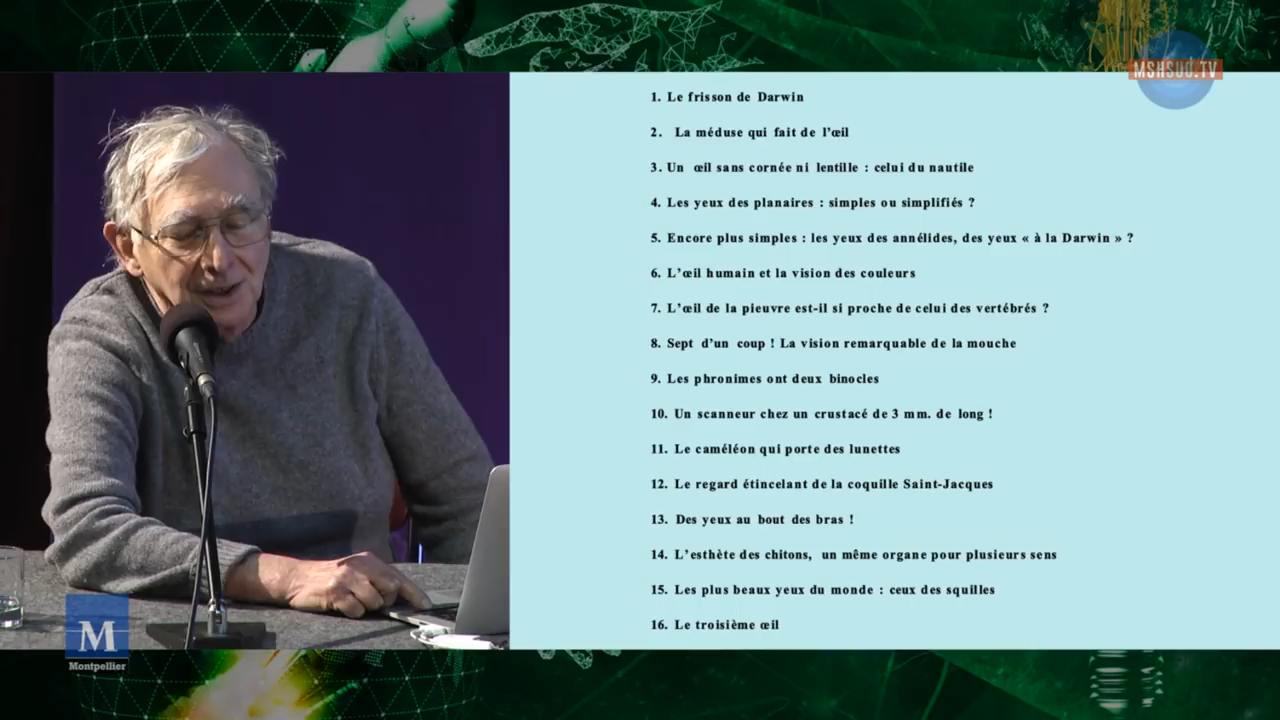 MSHSUD.TV
1. Le frisson de Darwin
2. La méduse qui fait de l'œil
3. Un œil sans cornée ni lentille : celui du nautile
4. Les yeux des planaires : simples ou simplifiés ?
5. Encore plus simples : les yeux des annélides, des yeux « à la Darwin » ?
6. L'œil humain et la vision des couleurs
7. L'œil de la pieuvre est-il si proche de celui des vertébrés ?
8. Sept d'un coup ! La vision remarquable de la mouche
9. Les phronimes ont deux binocles
10. Un scanneur chez un crustacé de 3 mm. de long !
11. Le caméléon qui porte des lunettes
12. Le regard étincelant de la coquille Saint-Jacques
13. Des yeux au bout des bras !
14. L'esthète des chitons, un même organe pour plusieurs sens
15. Les plus beaux yeux du monde : ceux des squilles
16. Le troisième œil
M
Montpellier